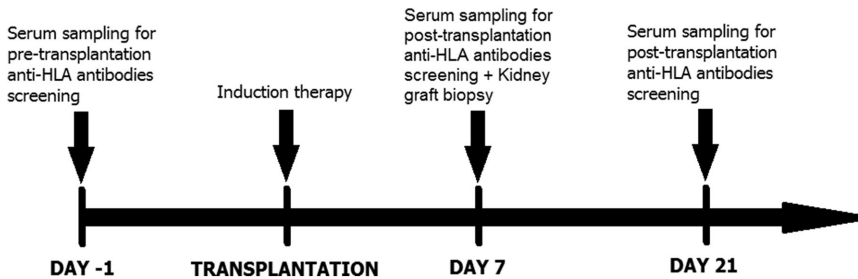 Serum sampling for
pre-transplantation
anti-HLA antibodies
screening
Induction therapy
Serum sampling for
post-transplantation
anti-HLA antibodies
screening + Kidney
graft biopsy
Serum sampling for
post-transplantation
anti-HLA antibodies
screening
DAY -1
TRANSPLANTATION
DAY 7
DAY 21